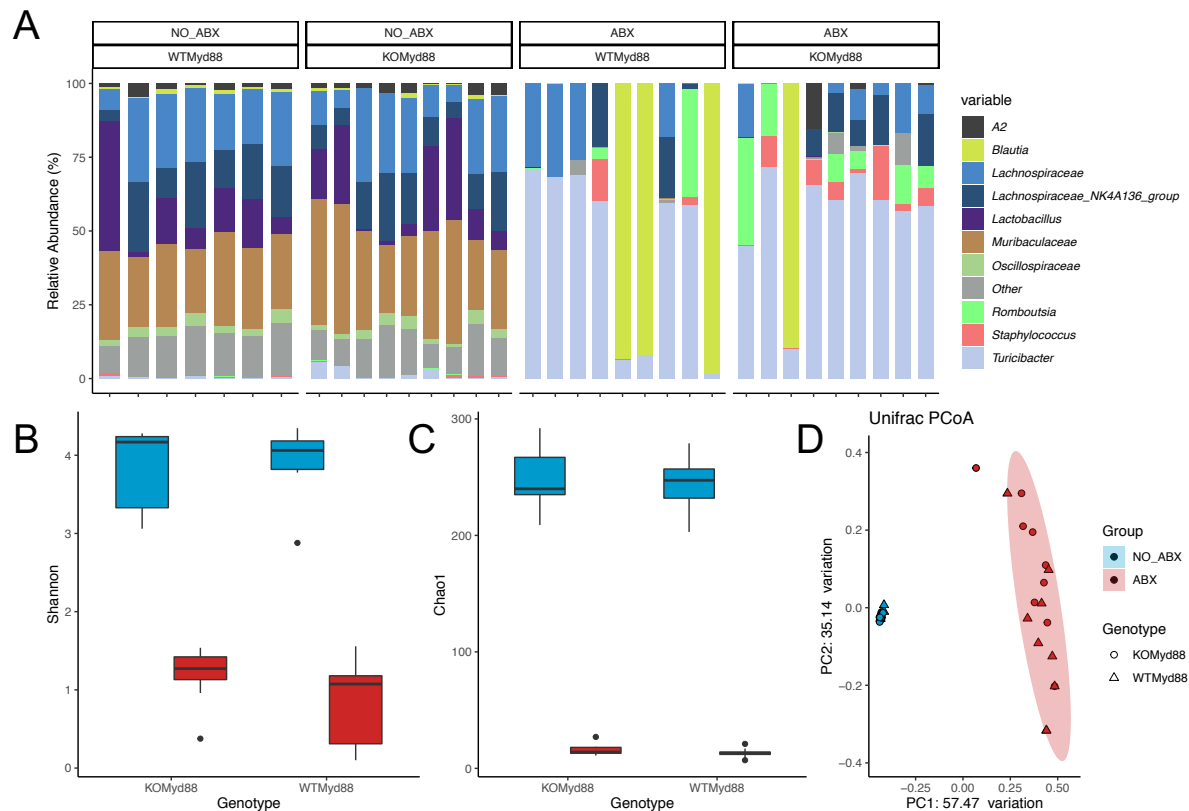 A
NO_ABX
NO_ABX
ABX
ABX
WTMyd88
KOMyd88
WTMyd88
KOMyd88
Relative Abundance (%)
100
75
50
25
0
variable
A2
Blautia
Lachnospiraceae
Lachnospiraceae_NK4A136_group
Lactobacillus
Muribaculaceae
Oscillospiraceae
Other
Romboutsia
Staphylococcus
Turicibacter
B
Shannon
4
3
2
1
0
KOMyd88
WTMyd88
Genotype
C
Chao1
300
200
100
0
KOMyd88
WTMyd88
Genotype
D
Unifrac PCoA
PC2: 35.14 variation
0.4
0.2
0.0
−0.2
−0.4
−0.25
0.00
0.25
0.50
PC1: 57.47 variation
Group
NO_ABX
ABX
Genotype
KOMyd88
WTMyd88